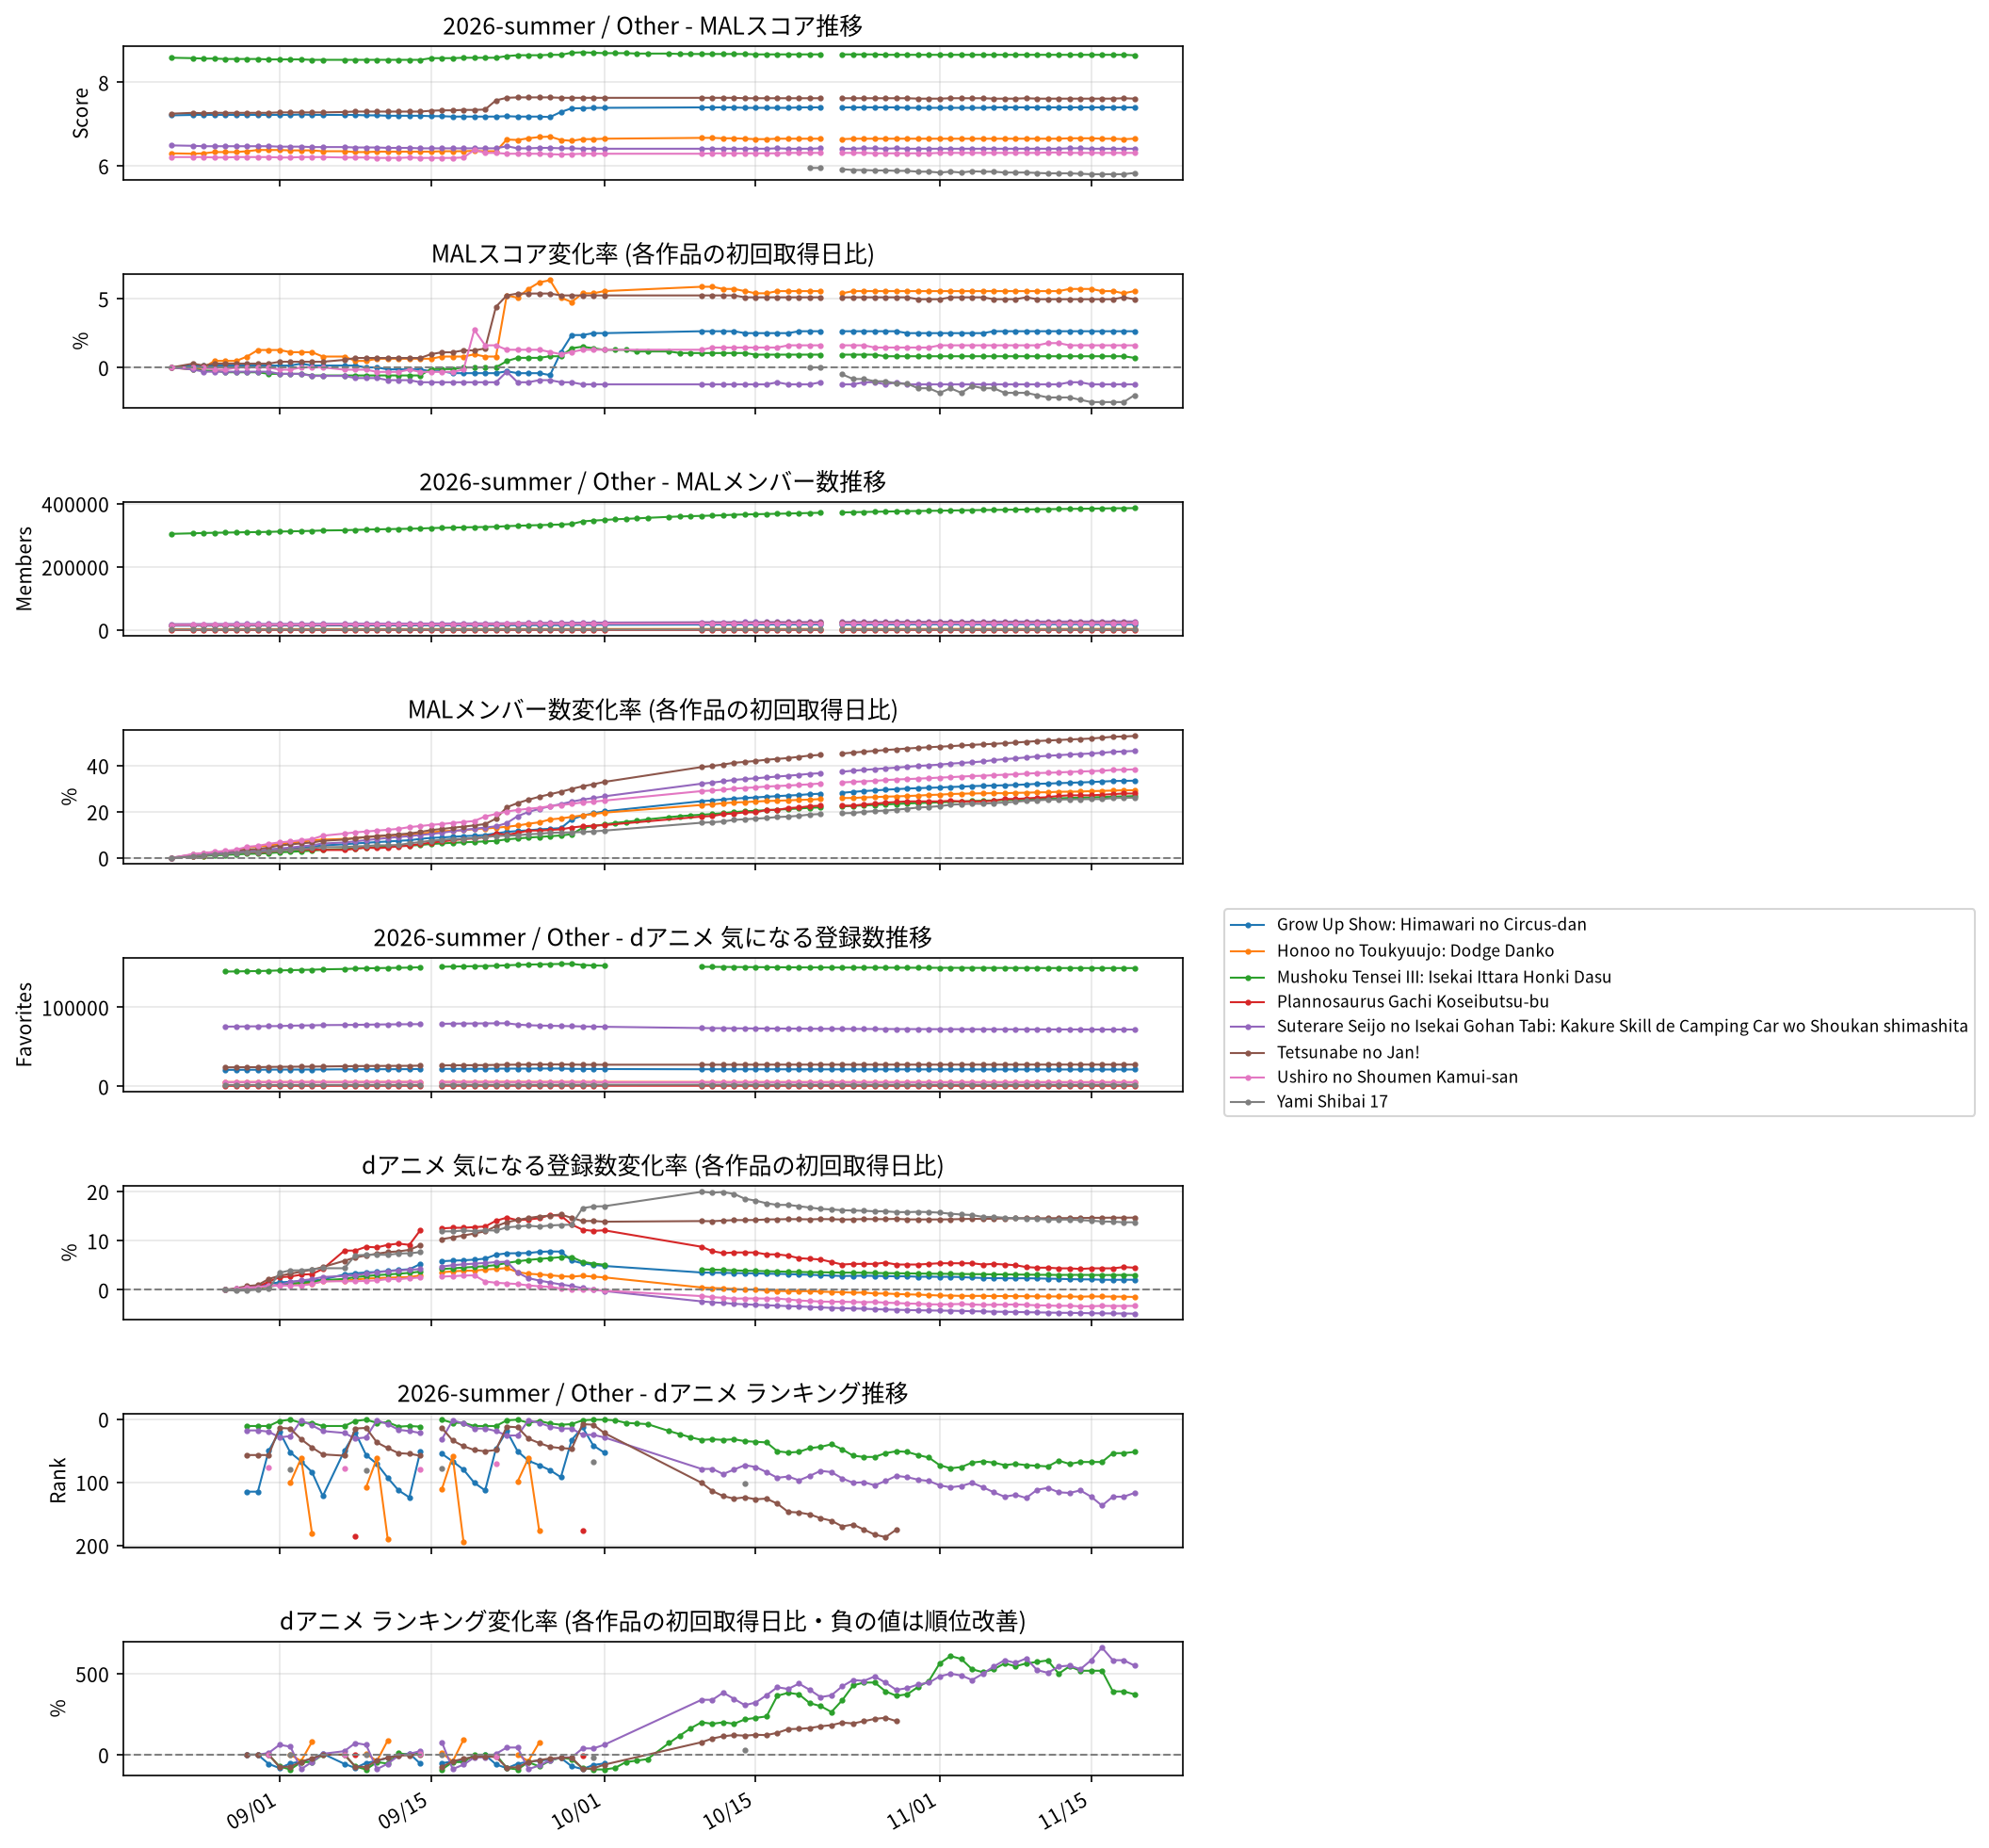 2026-summer / Other - MALスコア推移
8
6
Score
MALスコア変化率 (各作品の初回取得日比)
5
0
%
2026-summer / Other - MALメンバー数推移
400000
200000
0
Members
MALメンバー数変化率 (各作品の初回取得日比)
40
20
0
%
2026-summer / Other - dアニメ 気になる登録数推移
100000
0
Favorites
Grow Up Show: Himawari no Circus-dan
Honoo no Toukyuujo: Dodge Danko
Mushoku Tensei III: Isekai Ittara Honki Dasu
Plannosaurus Gachi Koseibutsu-bu
Suterare Seijo no Isekai Gohan Tabi: Kakure Skill de Camping Car wo Shoukan shimashita
Tetsunabe no Jan!
Ushiro no Shoumen Kamui-san
Yami Shibai 17
dアニメ 気になる登録数変化率 (各作品の初回取得日比)
20
10
0
%
2026-summer / Other - dアニメ ランキング推移
0
100
200
Rank
dアニメ ランキング変化率 (各作品の初回取得日比・負の値は順位改善)
500
0
%
09/01
09/15
10/01
10/15
11/01
11/15